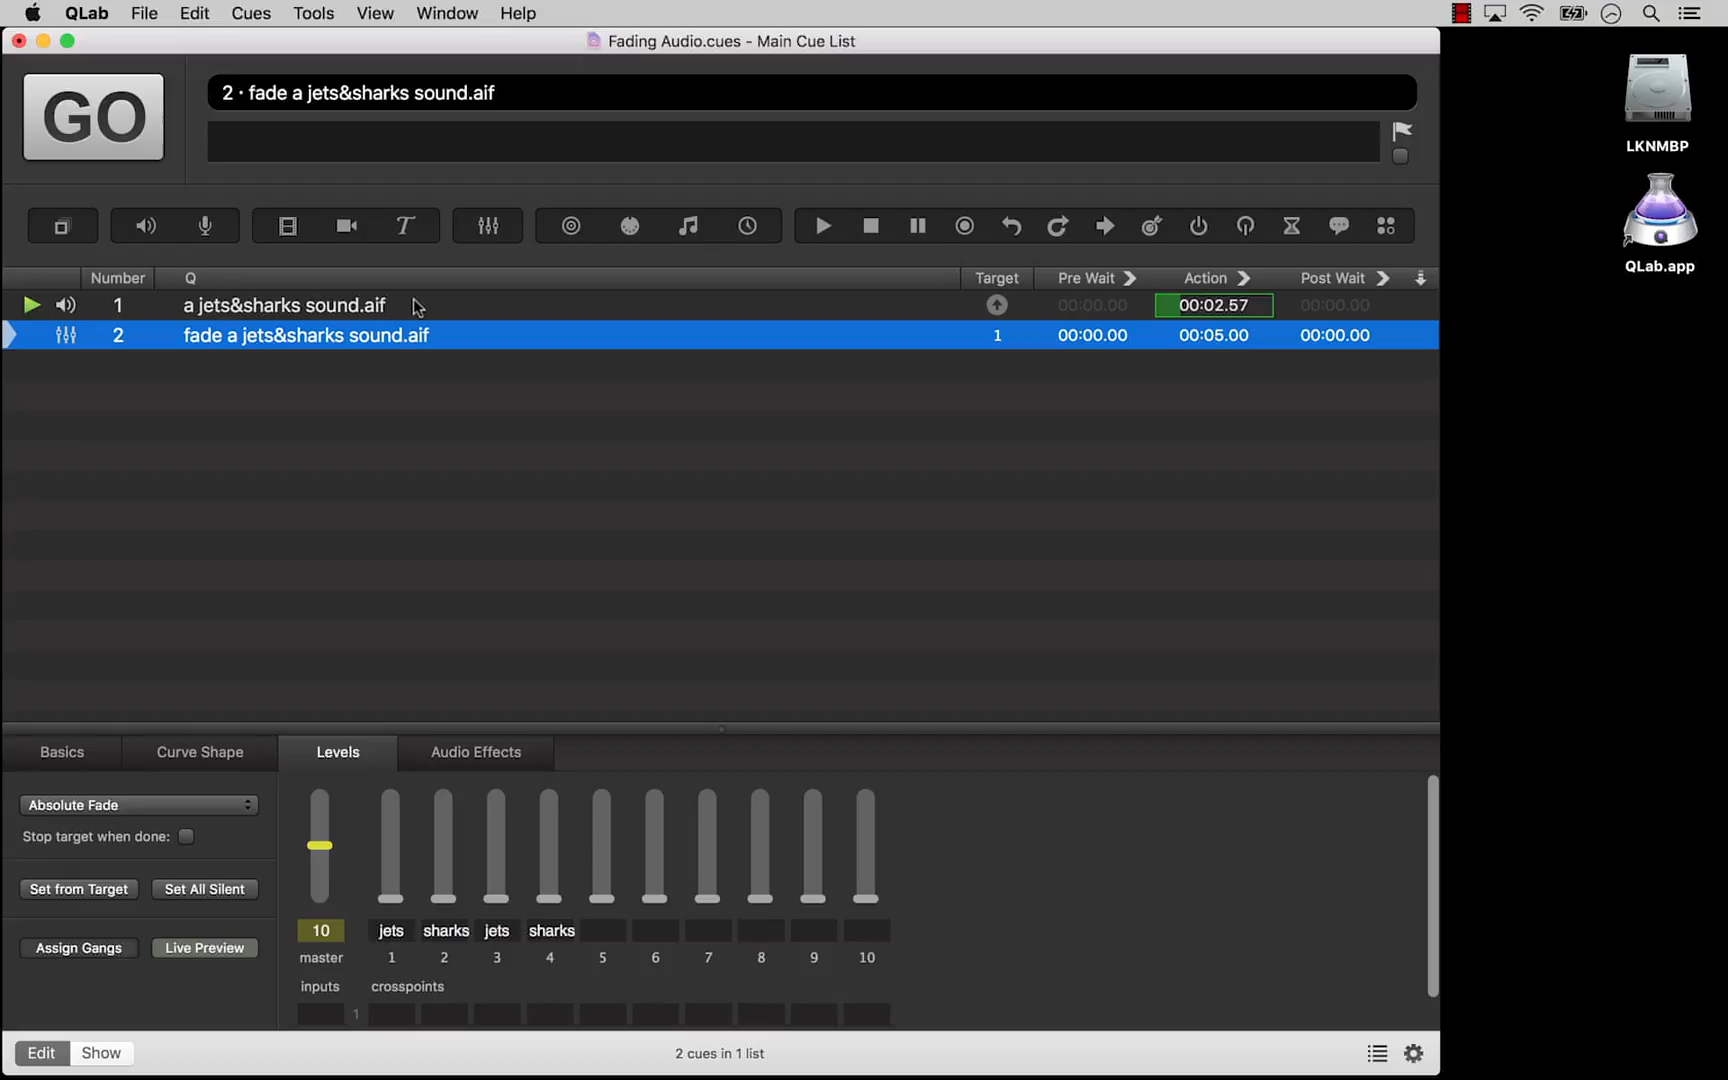 QLab File Edit Cues Tools View Window Help
Fading Audio.cues - Main Cue List
GO
2 · fade a jets&sharks sound.aif
LKNMBP
QLab.app
Number Q Target Pre Wait Action Post Wait
1 a jets&sharks sound.aif 00:00.00 00:02.57 00:00.00
2 fade a jets&sharks sound.aif 1 00:00.00 00:05.00 00:00.00
Basics Curve Shape Levels Audio Effects
Absolute Fade
Stop target when done:
Set from Target Set All Silent
10 jets sharks jets sharks
Assign Gangs Live Preview
master 1 2 3 4 5 6 7 8 9 10
inputs crosspoints
1
Edit Show 2 cues in 1 list